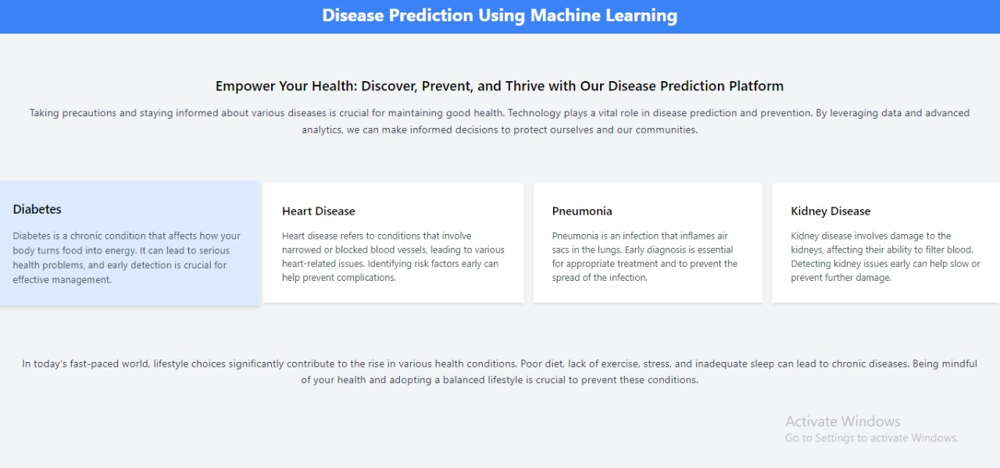 Disease Prediction Using Machine Learning
Empower Your Health: Discover, Prevent, and Thrive with Our Disease Prediction Platform
Taking precautions and staying informed about various diseases is crucial for maintaining good health. Technology plays a vital role in disease prediction and prevention. By leveraging data and advanced
analytics, we can make informed decisions to protect ourselves and our communities.
Diabetes
Diabetes is a chronic condition that affects how your
body turns food into energy. It can lead to serious
health problems, and early detection is crucial for
effective management.
Heart Disease
Heart disease refers to conditions that involve
narrowed or blocked blood vessels, leading to various
heart-related issues. Identifying risk factors early can
help prevent complications.
Pneumonia
Pneumonia is an infection that inflames air
sacs in the lungs. Early diagnosis is essential
for appropriate treatment and to prevent the
spread of the infection.
Kidney Disease
Kidney disease involves damage to the
kidneys, affecting their ability to filter blood.
Detecting kidney issues early can help slow or
prevent further damage.
In today's fast-paced world, lifestyle choices significantly contribute to the rise in various health conditions. Poor diet, lack of exercise, stress, and inadequate sleep can lead to chronic diseases. Being mindful
of your health and adopting a balanced lifestyle is crucial to prevent these conditions.
Activate Windows
Go to Settings to activate Windows.